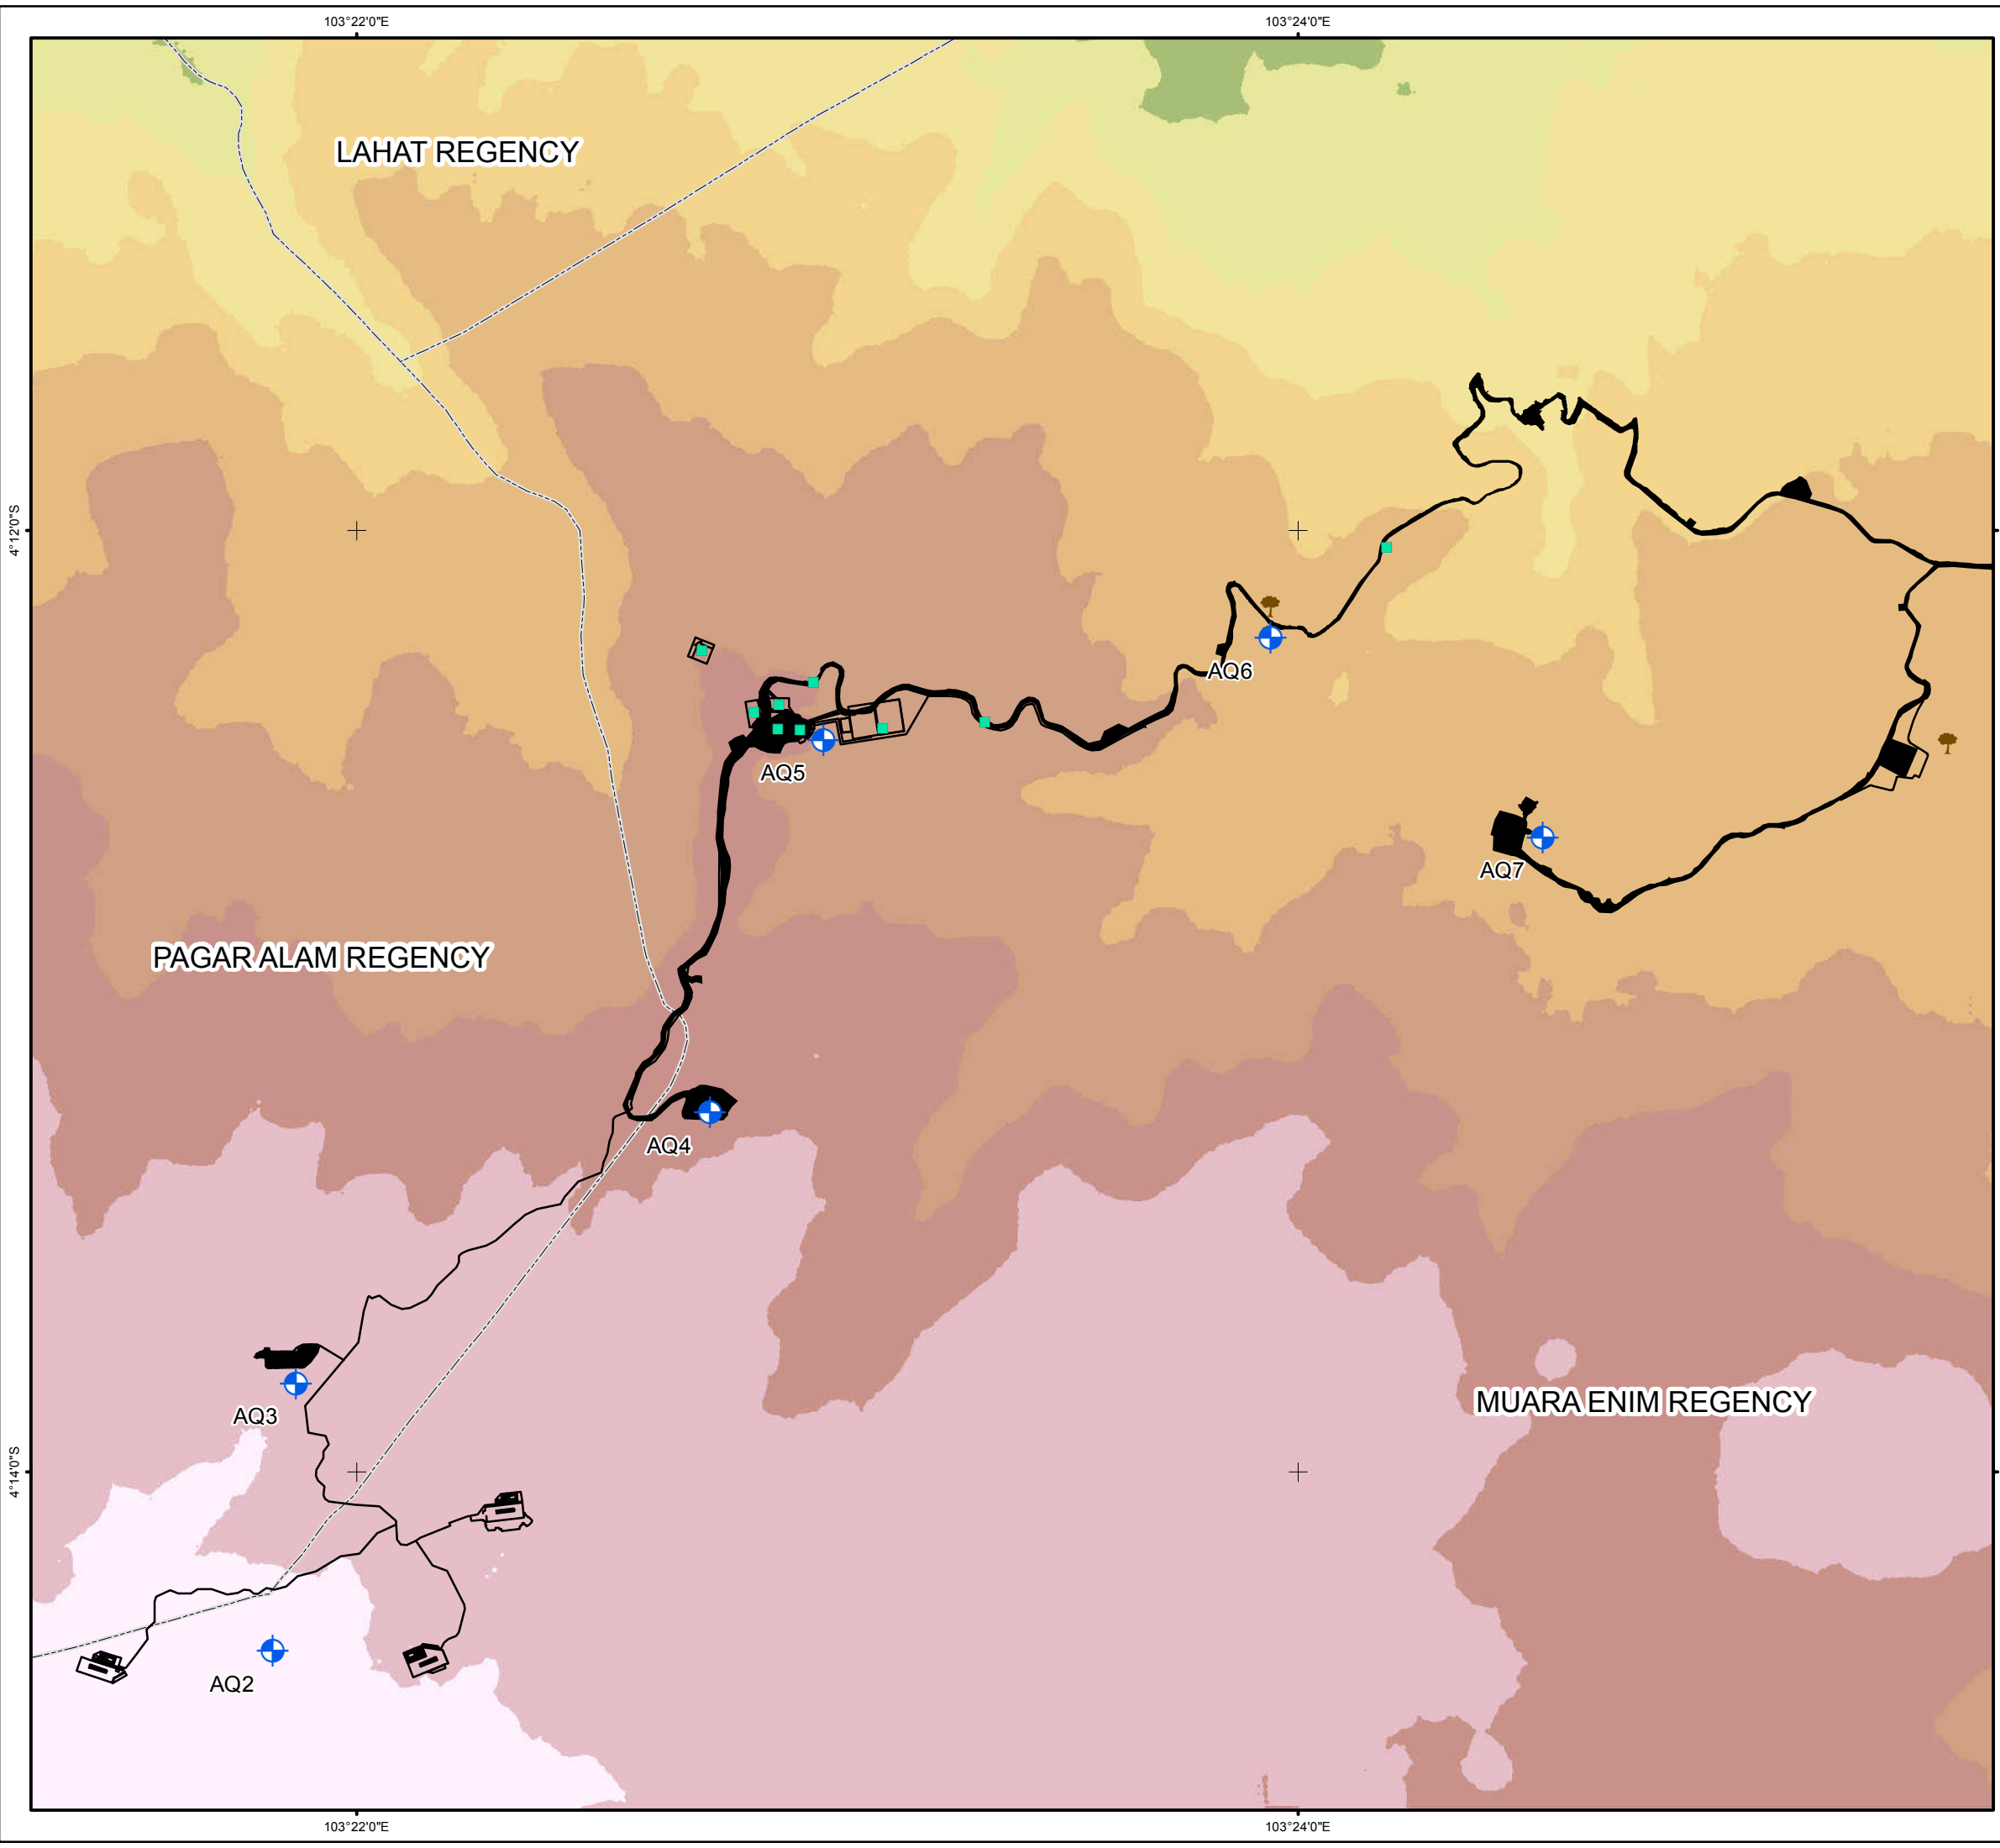 103°22'0"E
103°24'0"E
LAHAT REGENCY
4°12'0"S
AQ6
AQ5
AQ7
PAGAR ALAM REGENCY
AQ4
MUARA ENIM REGENCY
AQ3
4°14'0"S
AQ2
103°22'0"E
103°24'0"E